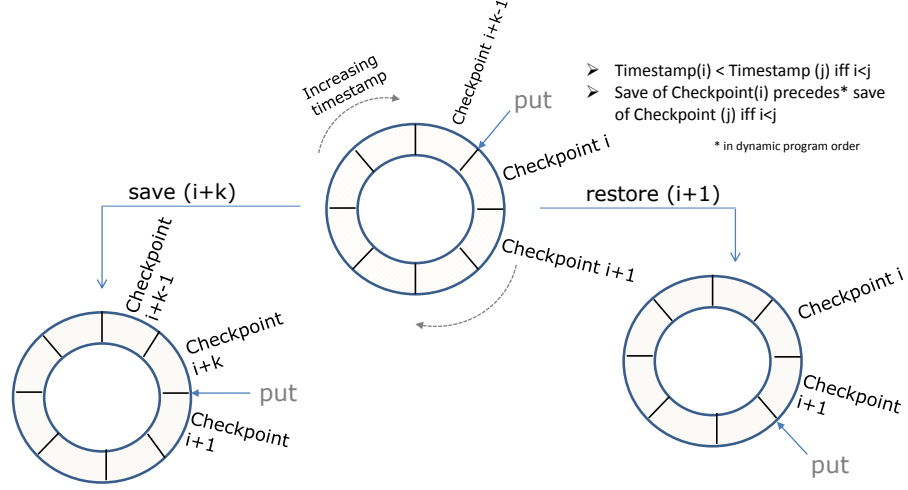 Increasing
timestamp
Checkpoint i+k-1
put
Checkpoint i
Checkpoint i+1
➢ Timestamp(i) < Timestamp (j) iff i<j
➢ Save of Checkpoint(i) precedes* save
of Checkpoint (j) iff i<j
* in dynamic program order
save (i+k)
restore (i+1)
Checkpoint
i+k-1
Checkpoint
i+k
put
Checkpoint
i+1
Checkpoint i
Checkpoint
i+1
put